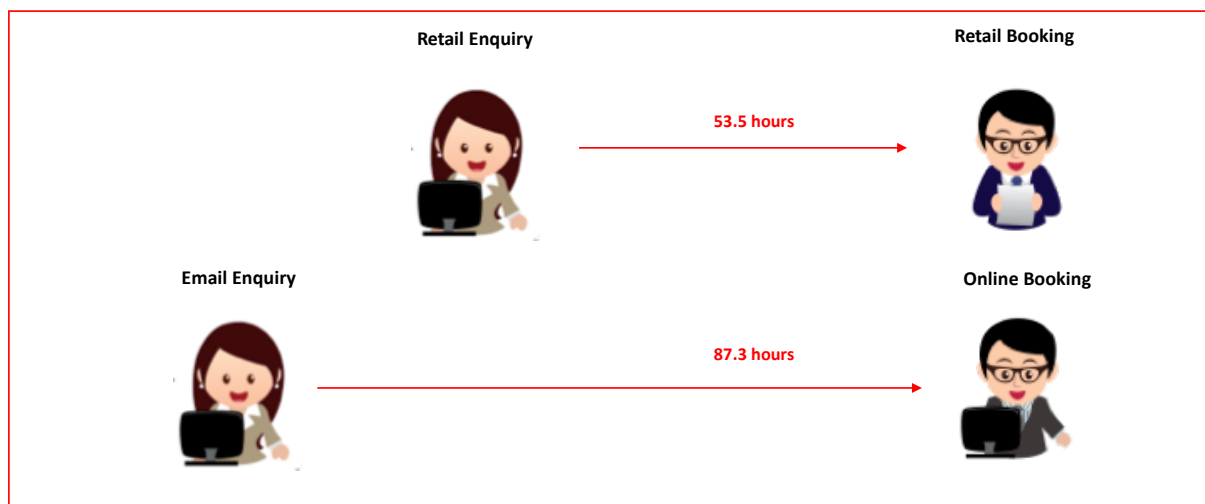 Retail Enquiry
Retail Booking
53.5 hours
Email Enquiry
Online Booking
87.3 hours